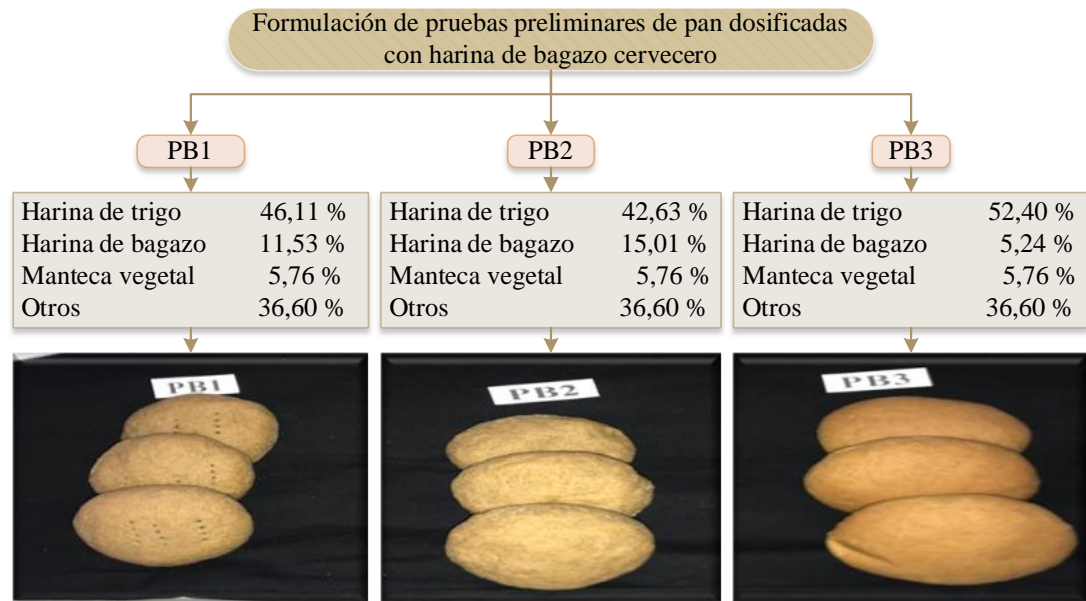 Formulación de pruebas preliminares de pan dosificadas
con harina de bagazo cervecero
PB1
PB2
PB3
Harina de trigo 46,11 %
Harina de bagazo 11,53 %
Manteca vegetal 5,76 %
Otros 36,60 %
Harina de trigo 42,63 %
Harina de bagazo 15,01 %
Manteca vegetal 5,76 %
Otros 36,60 %
Harina de trigo 52,40 %
Harina de bagazo 5,24 %
Manteca vegetal 5,76 %
Otros 36,60 %
PB1
PB2
PB3